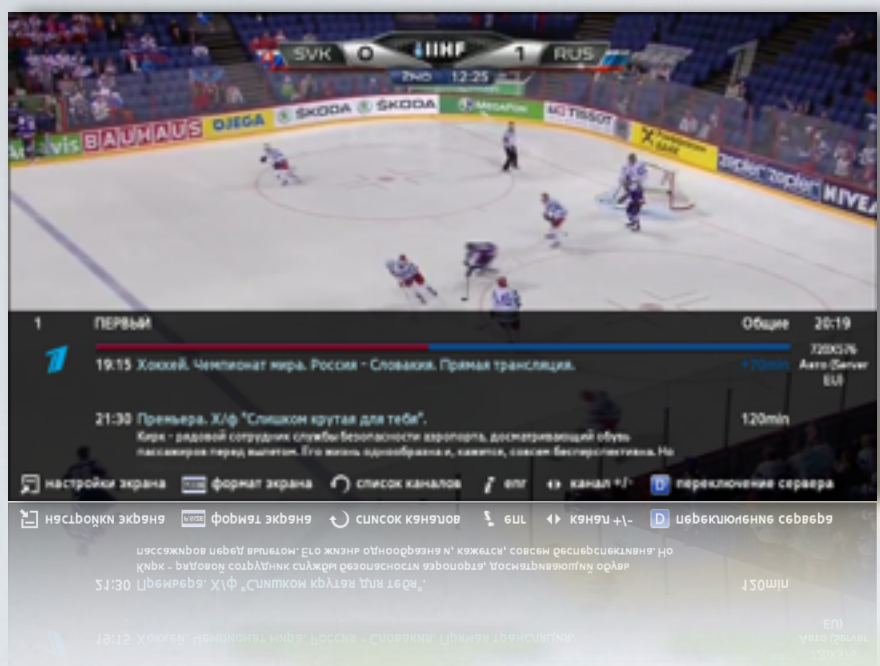 SVK 0 IIHF 1 RUS
2ND 12:25
BAUHAUS DJEGA ŠKODA ŠKODA MEGAFON TISSOT zepter zepter NIVEA
1 ПЕРВЫЙ Общие 20:19
720X576
19:15 Хоккей. Чемпионат мира. Россия - Словакия. Прямая трансляция. +70min Авто (Server
EU)
21:30 Премьера. Х/ф "Слишком крутая для тебя". 120min
Кирк - рядовой сотрудник службы безопасности аэропорта, досматривающий обувь
пассажиров перед вылетом. Его жизнь однообразна и, кажется, совсем бесперспективна. Но
настройки экрана формат экрана список каналов i епг канал +/- D переключение сервера